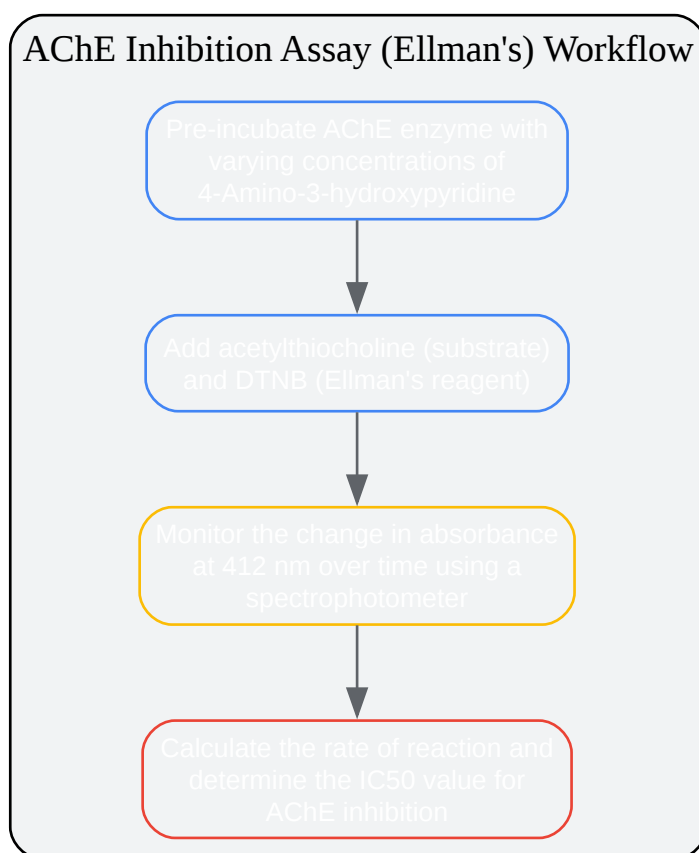 AChE Inhibition Assay (Ellman's) Workflow
Pre-incubate AChE enzyme with
varying concentrations of
4-Amino-3-hydroxypyridine
Add acetylthiocholine (substrate)
and DTNB (Ellman's reagent)
Monitor the change in absorbance
at 412 nm over time using a
spectrophotometer
Calculate the rate of reaction and
determine the IC50 value for
AChE inhibition